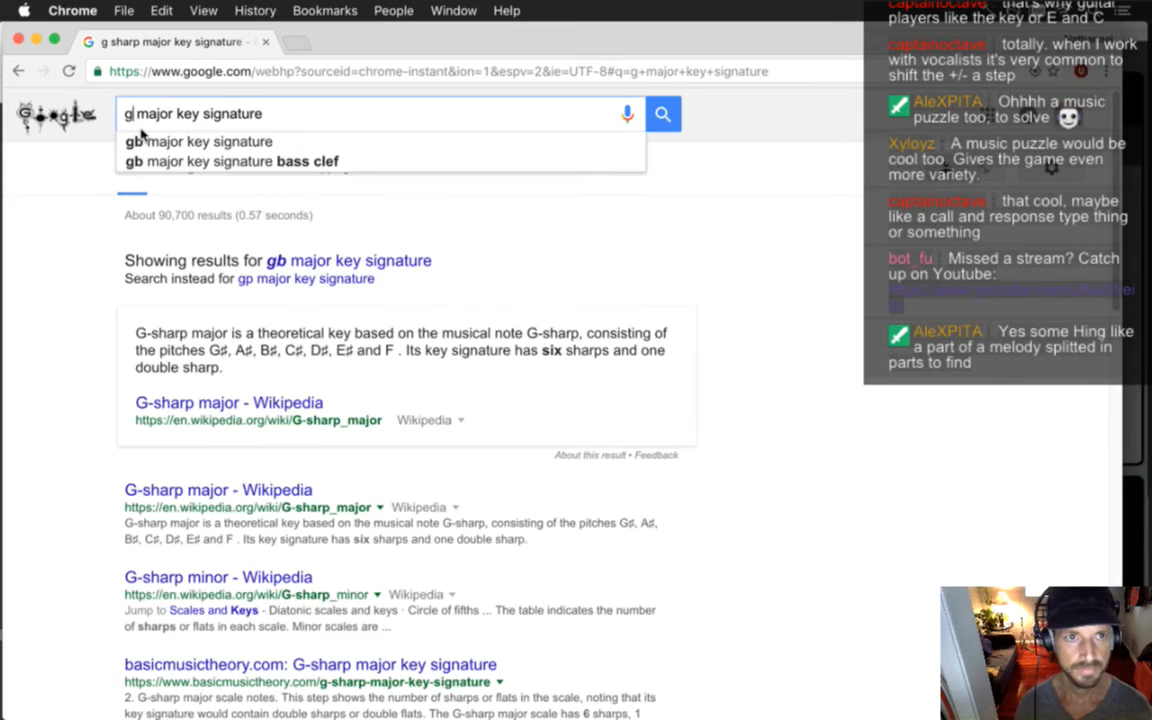 Chrome File Edit View History Bookmarks People Window Help
g sharp major key signature -
https://www.google.com/webhp?sourceid=chrome-instant&ion=1&espv=2&ie=UTF-8#q=g+major+key+signature
Google
g major key signature
gb major key signature
gb major key signature bass clef
About 90,700 results (0.57 seconds)
Showing results for gb major key signature
Search instead for gp major key signature
G-sharp major is a theoretical key based on the musical note G-sharp, consisting of
the pitches G♯, A♯, B♯, C♯, D♯, E♯ and F . Its key signature has six sharps and one
double sharp.
G-sharp major - Wikipedia
https://en.wikipedia.org/wiki/G-sharp_major Wikipedia
About this result • Feedback
G-sharp major - Wikipedia
https://en.wikipedia.org/wiki/G-sharp_major Wikipedia
G-sharp major is a theoretical key based on the musical note G-sharp, consisting of the pitches G♯, A♯,
B♯, C♯, D♯, E♯ and F . Its key signature has six sharps and one double sharp.
G-sharp minor - Wikipedia
https://en.wikipedia.org/wiki/G-sharp_minor Wikipedia
Jump to Scales and Keys - Diatonic scales and keys · Circle of fifths ... The table indicates the number
of sharps or flats in each scale. Minor scales are ...
basicmusictheory.com: G-sharp major key signature
https://www.basicmusictheory.com/g-sharp-major-key-signature
2. G-sharp major scale notes. This step shows the number of sharps or flats in the scale, noting that its
key signature would contain double sharps or double flats. The G-sharp major scale has 6 sharps, 1
captainoctave that's why guitar
players like the key or E and C
captainoctave totally. when I work
with vocalists it's very common to
shift the +/- a step
AleXPITA Ohhhh a music
puzzle too, to solve
Xyloyz A music puzzle would be
cool too. Gives the game even
more variety.
captainoctave that cool, maybe
like a call and response type thing
or something
bot_fu Missed a stream? Catch
up on Youtube:
AleXPITA Yes some Hing like
a part of a melody splitted in
parts to find